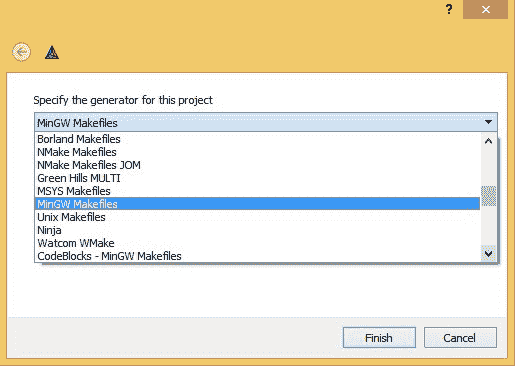 ?
Specify the generator for this project
MinGW Makefiles
Borland Makefiles
NMake Makefiles
NMake Makefiles JOM
Green Hills MULTI
MSYS Makefiles
MinGW Makefiles
Unix Makefiles
Ninja
Watcom WMake
CodeBlocks - MinGW Makefiles
Finish
Cancel